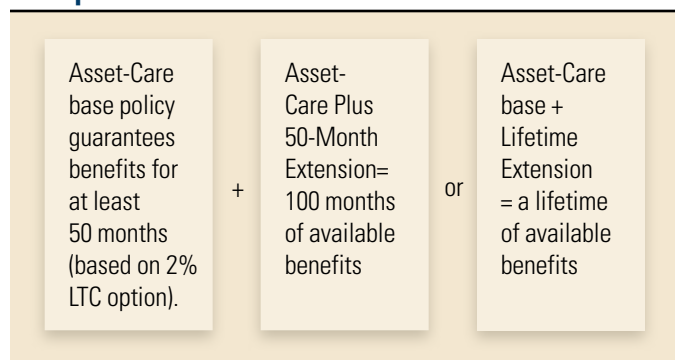 Asset-Care
base policy
guarantees
benefits for
at least
50 months
(based on 2%
LTC option).
+
Asset-
Care Plus
50-Month
Extension=
100 months
of available
benefits
or
Asset-Care
base +
Lifetime
Extension
= a lifetime
of available
benefits